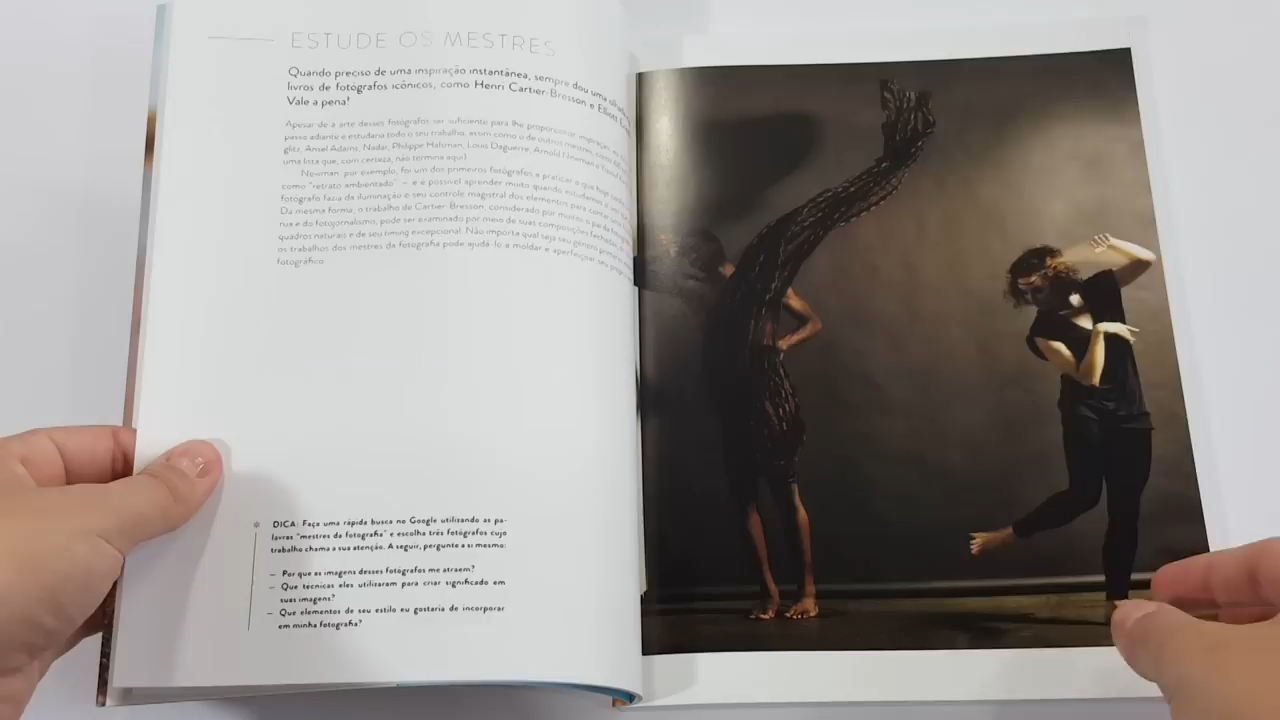 ESTUDE OS MESTRES
Quando preciso de uma inspiração instantânea, sempre dou uma
livros de fotógrafos icônicos, como Henri Cartier-Bresson e Elliott
Vale a pena!
Apesar de a arte desses fotógrafos ser suficiente para lhe proporcionar inspiração,
passo adiante e estudaria todo o seu trabalho, assim como o de outros mestres, como
glitz, Ansel Adams, Nadar, Philippe Halsman, Louis Daguerre, Arnold Newman e
uma lista que, com certeza, não termina aqui)
Newman, por exemplo, foi um dos primeiros fotógrafos a praticar o que hoje
como "retrato ambientado" – e é possível aprender muito quando estudamos o
fotógrafo fazia da iluminação e seu controle magistral dos elementos para contar
Da mesma forma, o trabalho de Cartier-Bresson, considerado por muitos o pai da
rua e do fotojornalismo, pode ser examinado por meio de suas composições fechadas,
quadros naturais e de seu timing excepcional. Não importa qual seja seu gênero
os trabalhos dos mestres da fotografia pode ajudá-lo a moldar e aperfeiçoar seu
fotográfico
* DICA: Faça uma rápida busca no Google utilizando as pa-
lavras "mestres da fotografia" e escolha três fotógrafos cujo
trabalho chama a sua atenção. A seguir, pergunte a si mesmo:
– Por que as imagens desses fotógrafos me atraem?
– Que técnicas eles utilizaram para criar significado em
suas imagens?
– Que elementos de seu estilo eu gostaria de incorporar
em minha fotografia?